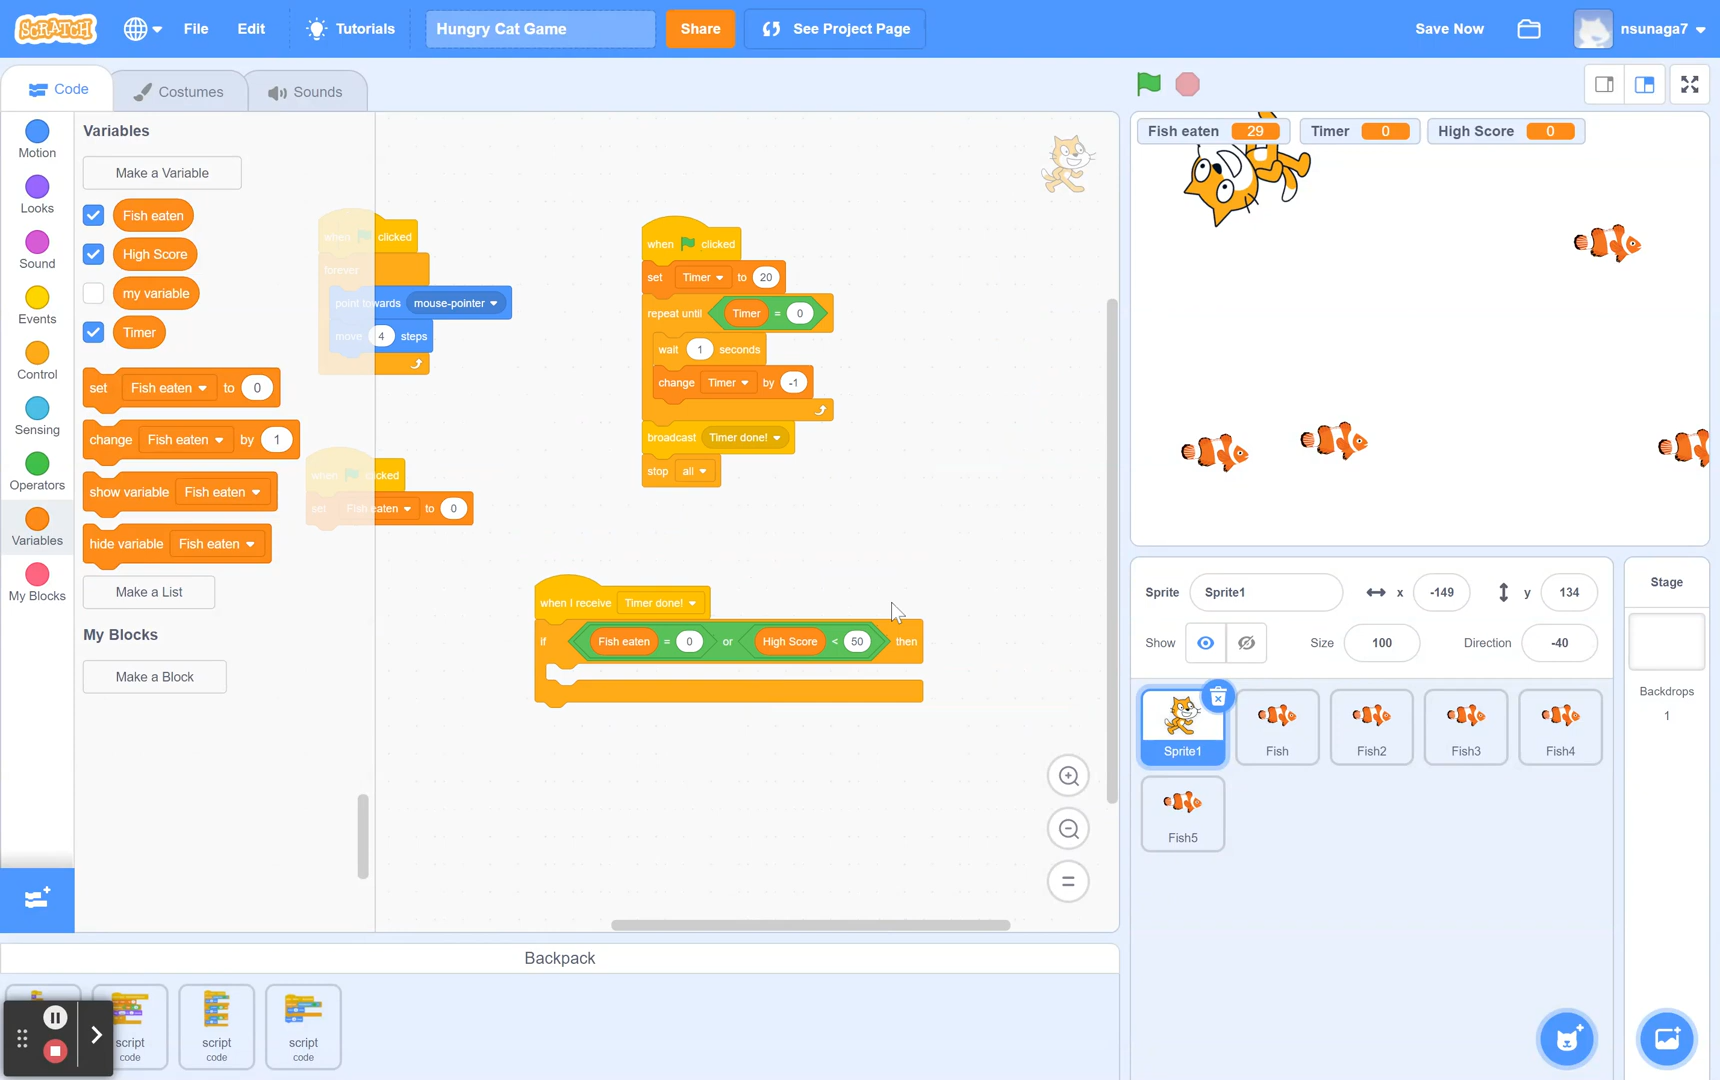 SCRATCH File Edit Tutorials Hungry Cat Game Share See Project Page Save Now nsunaga7
Code Costumes Sounds
Motion
Looks
Sound
Events
Control
Sensing
Operators
Variables
My Blocks
Variables
Make a Variable
Fish eaten
High Score
my variable
Timer
set Fish eaten to 0
change Fish eaten by 1
show variable Fish eaten
hide variable Fish eaten
Make a List
My Blocks
Make a Block
when clicked
forever
point towards mouse-pointer
move 4 steps
when clicked
set Fish eaten to 0
when clicked
set Timer to 20
repeat until Timer = 0
wait 1 seconds
change Timer by -1
broadcast Timer done!
stop all
when I receive Timer done!
if Fish eaten = 0 or High Score < 50 then
Backpack
script
code
script
code
script
code
Fish eaten 29 Timer 0 High Score 0
Sprite Sprite1 x -149 y 134
Show Size 100 Direction -40
Sprite1 Fish Fish2 Fish3 Fish4
Fish5
Stage
Backdrops
1